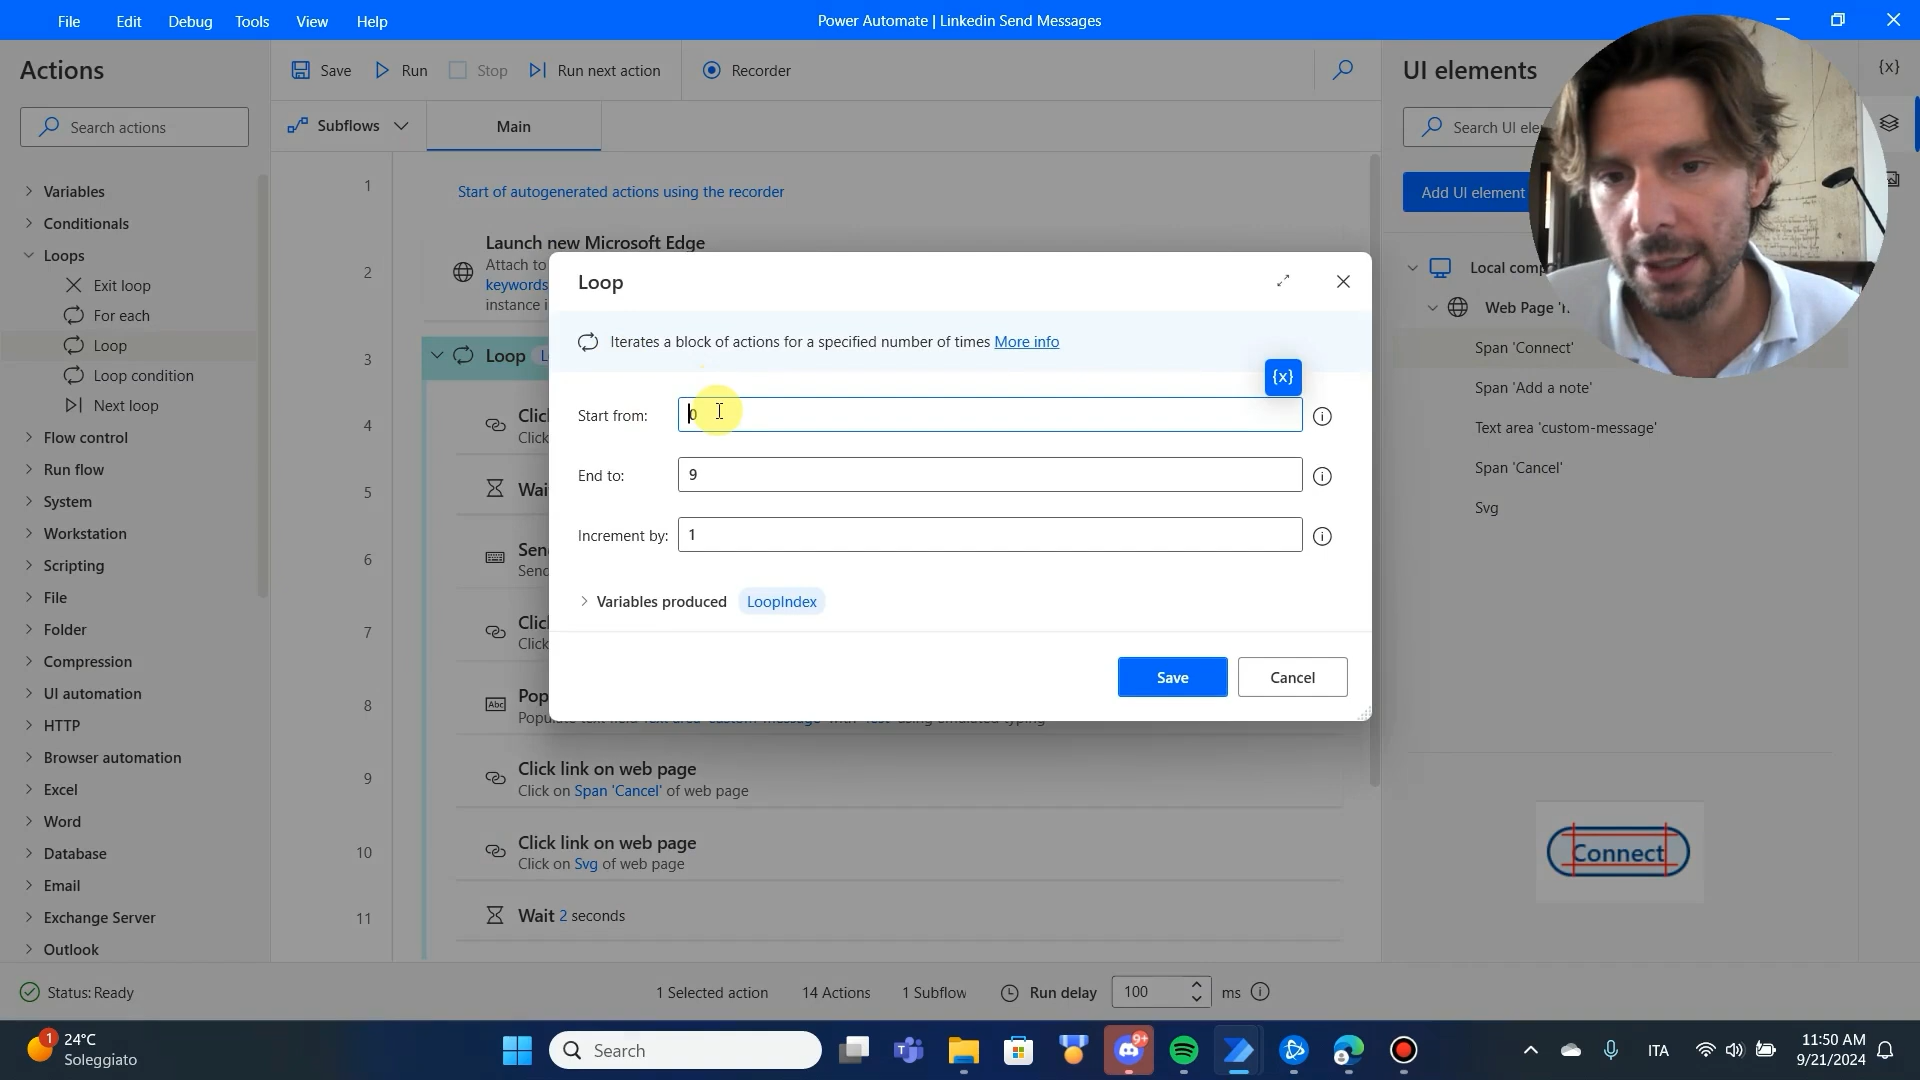 File Edit Debug Tools View Help
Power Automate | Linkedin Send Messages
Actions
Search actions
Variables
Conditionals
Loops
Exit loop
For each
Loop
Loop condition
Next loop
Flow control
Run flow
System
Workstation
Scripting
File
Folder
Compression
UI automation
HTTP
Browser automation
Excel
Word
Database
Email
Exchange Server
Outlook
Save Run Stop Run next action Recorder
Subflows Main
1 Start of autogenerated actions using the recorder
2 Launch new Microsoft Edge
Attach to
keywords
instance i
3 Loop
4
Click
5
6
Send
7
Click
8
9 Click link on web page
Click on Span 'Cancel' of web page
10 Click link on web page
Click on Svg of web page
11 Wait 2 seconds
Loop
Iterates a block of actions for a specified number of times More info
{x}
Start from: 0
End to: 9
Increment by: 1
Variables produced LoopIndex
Save Cancel
UI elements
{x}
Search UI ele
Add UI element
Local comp
Web Page
Span 'Connect'
Span 'Add a note'
Text area 'custom-message'
Span 'Cancel'
Svg
Connect
Status: Ready 1 Selected action 14 Actions 1 Subflow Run delay 100 ms
1
24°C
Soleggiato
Search
9+
ITA
11:50 AM
9/21/2024